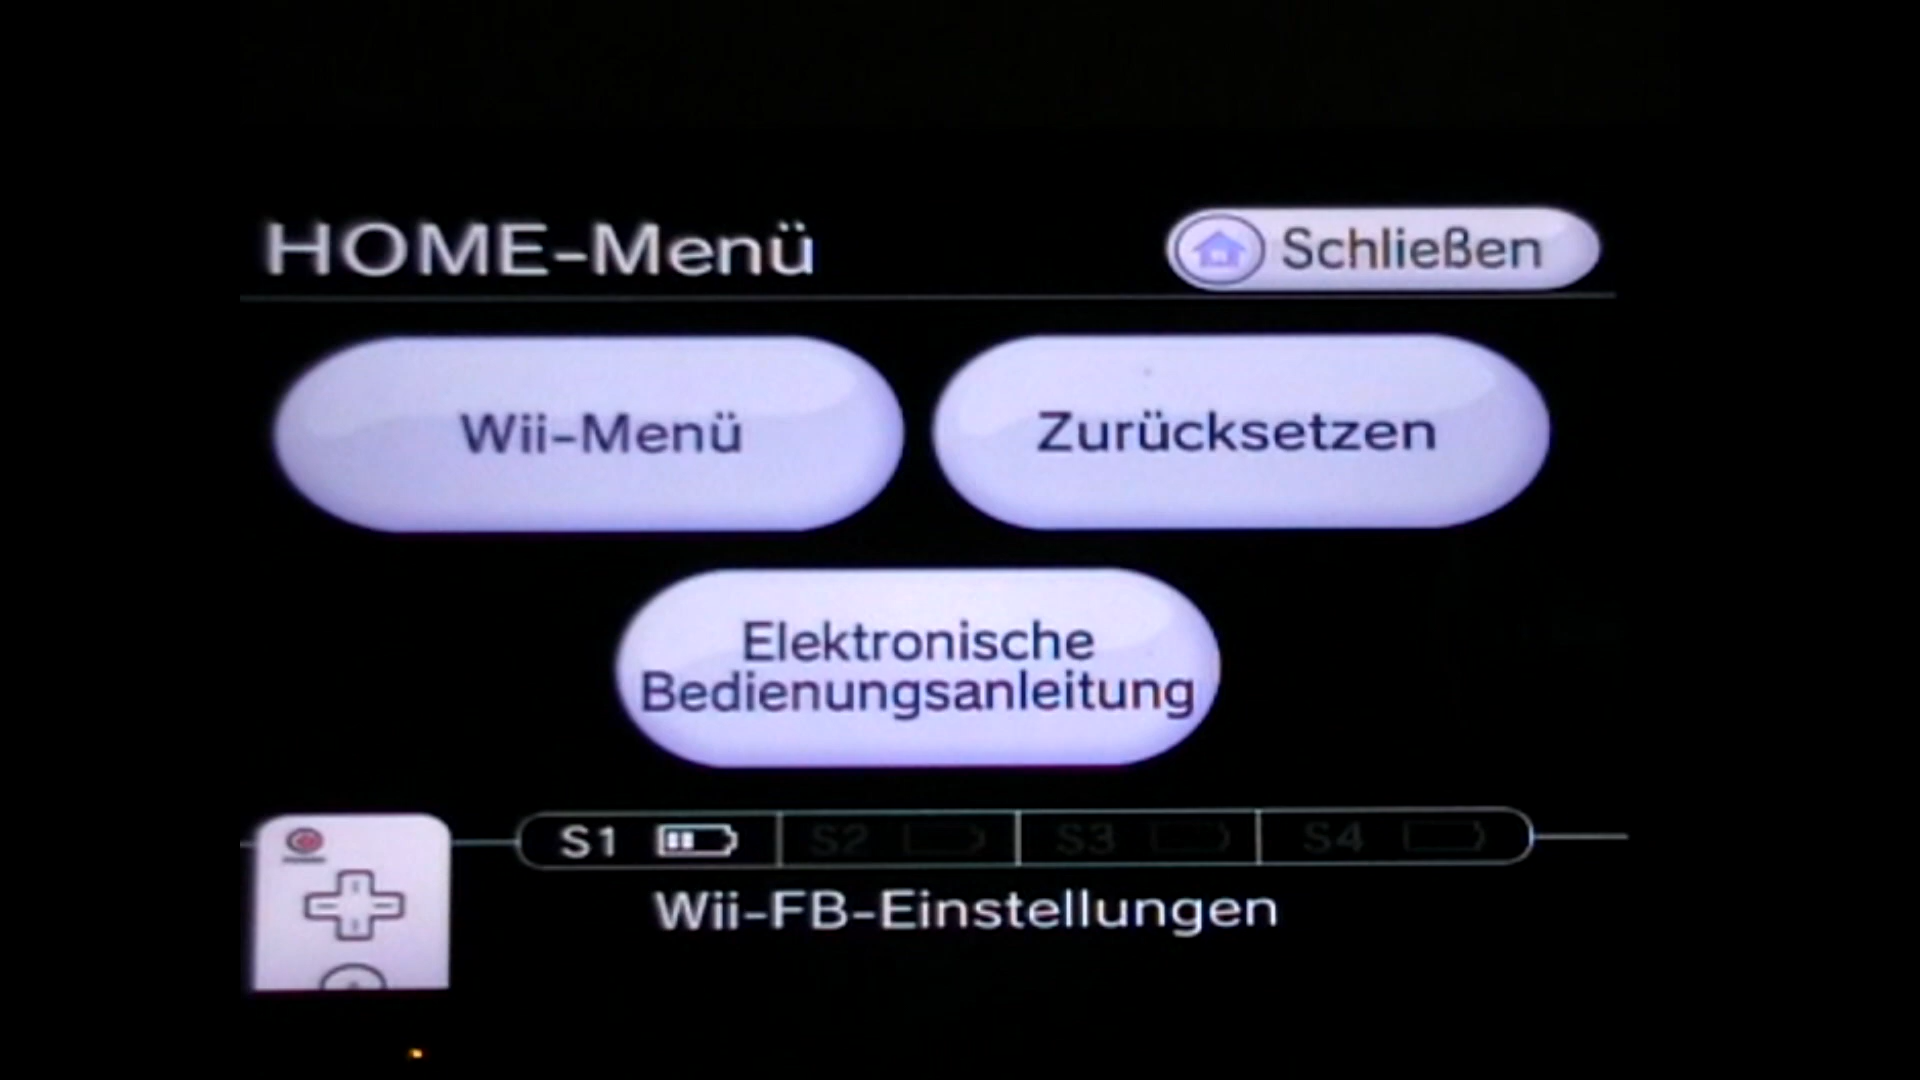 HOME-Menü
Schließen
Wii-Menü
Zurücksetzen
Elektronische
Bedienungsanleitung
S1
S2
S3
S4
Wii-FB-Einstellungen